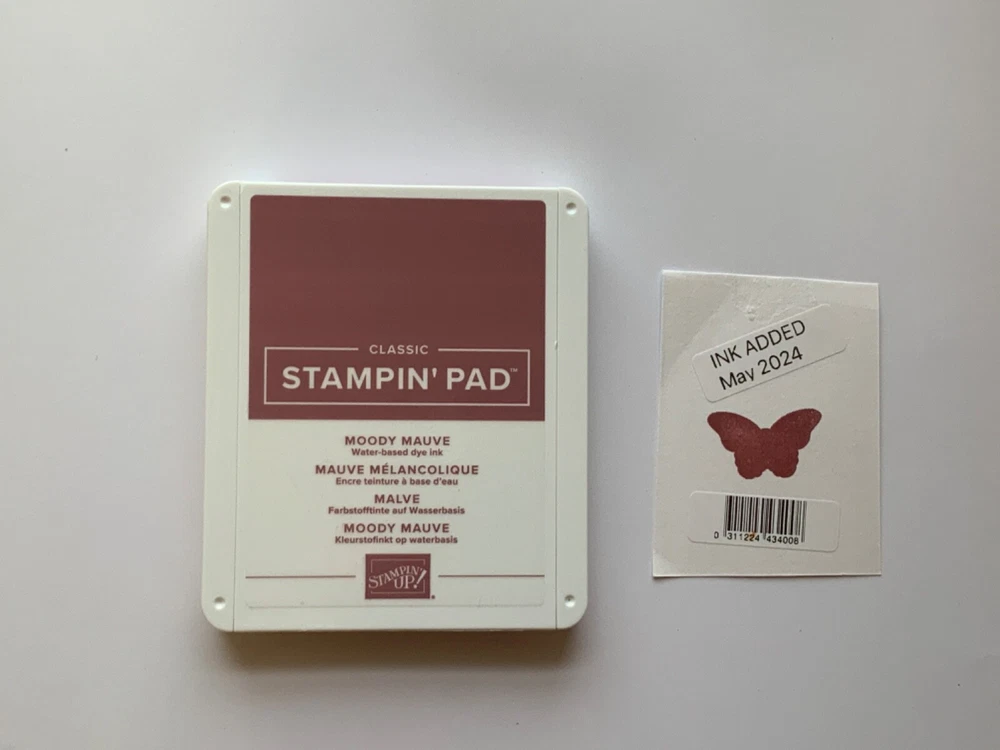 CLASSIC
STAMPIN' PAD™
MOODY MAUVE
Water-based dye ink
MAUVE MÉLANCOLIQUE
Encre teinture à base d'eau
MALVE
Farbstofftinte auf Wasserbasis
MOODY MAUVE
Kleurstofinkt op waterbasis
STAMPIN'
UP!®
INK ADDED
May 2024
0 311224 434008